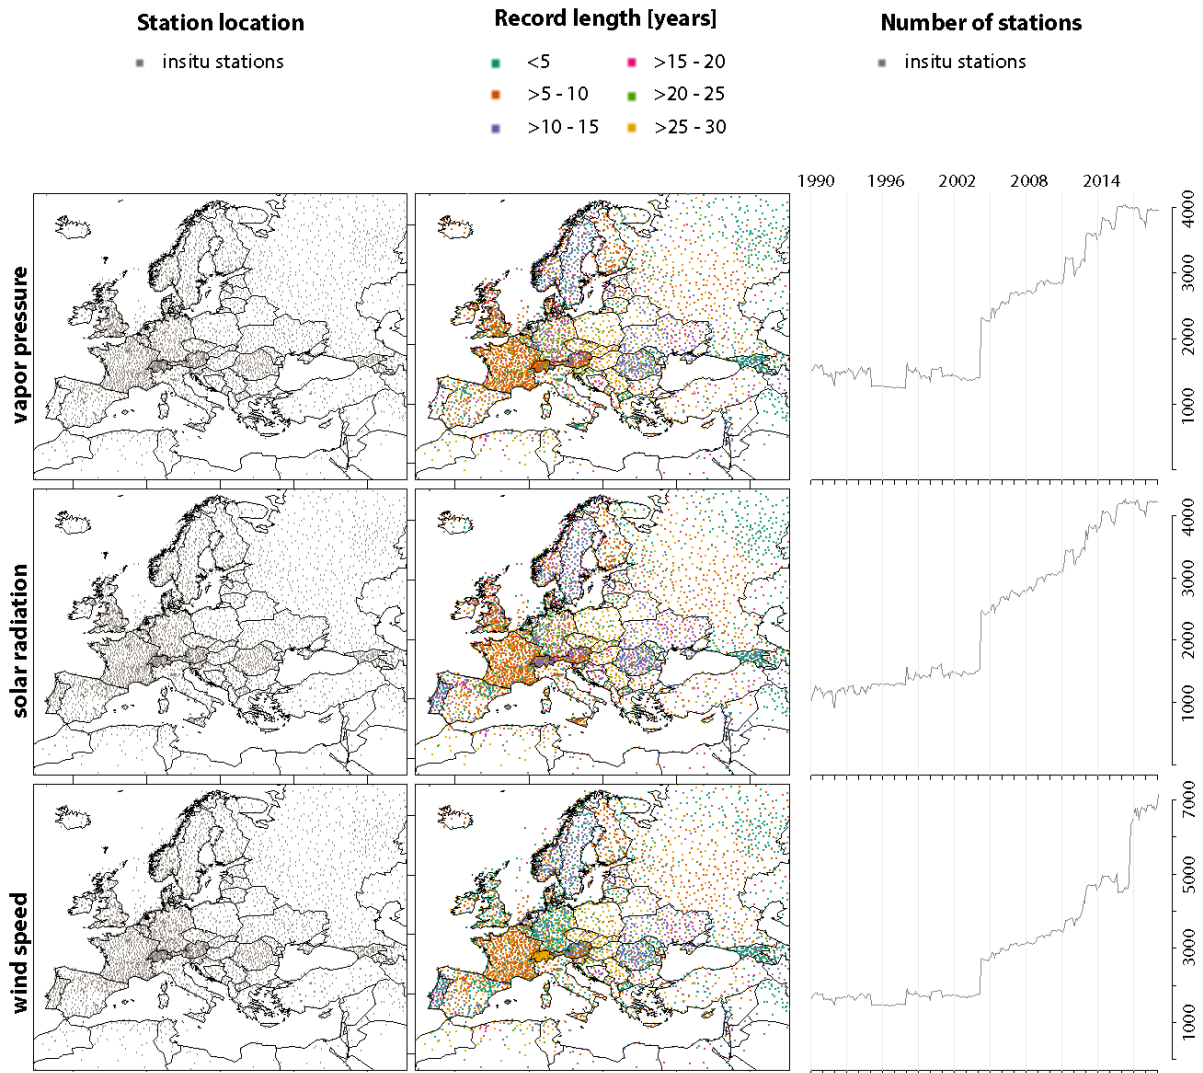 Station location
Record length [years]
Number of stations
insitu stations
<5
>15 - 20
insitu stations
>5 - 10
>20 - 25
>10 - 15
>25 - 30
1990 1996 2002 2008 2014
vapor pressure
4000
3000
2000
1000
solar radiation
4000
3000
2000
1000
wind speed
7000
5000
3000
1000